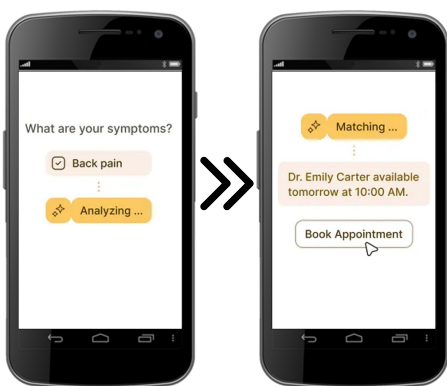 What are your symptoms?
Back pain
Analyzing ...
Matching ...
Dr. Emily Carter available
tomorrow at 10:00 AM.
Book Appointment